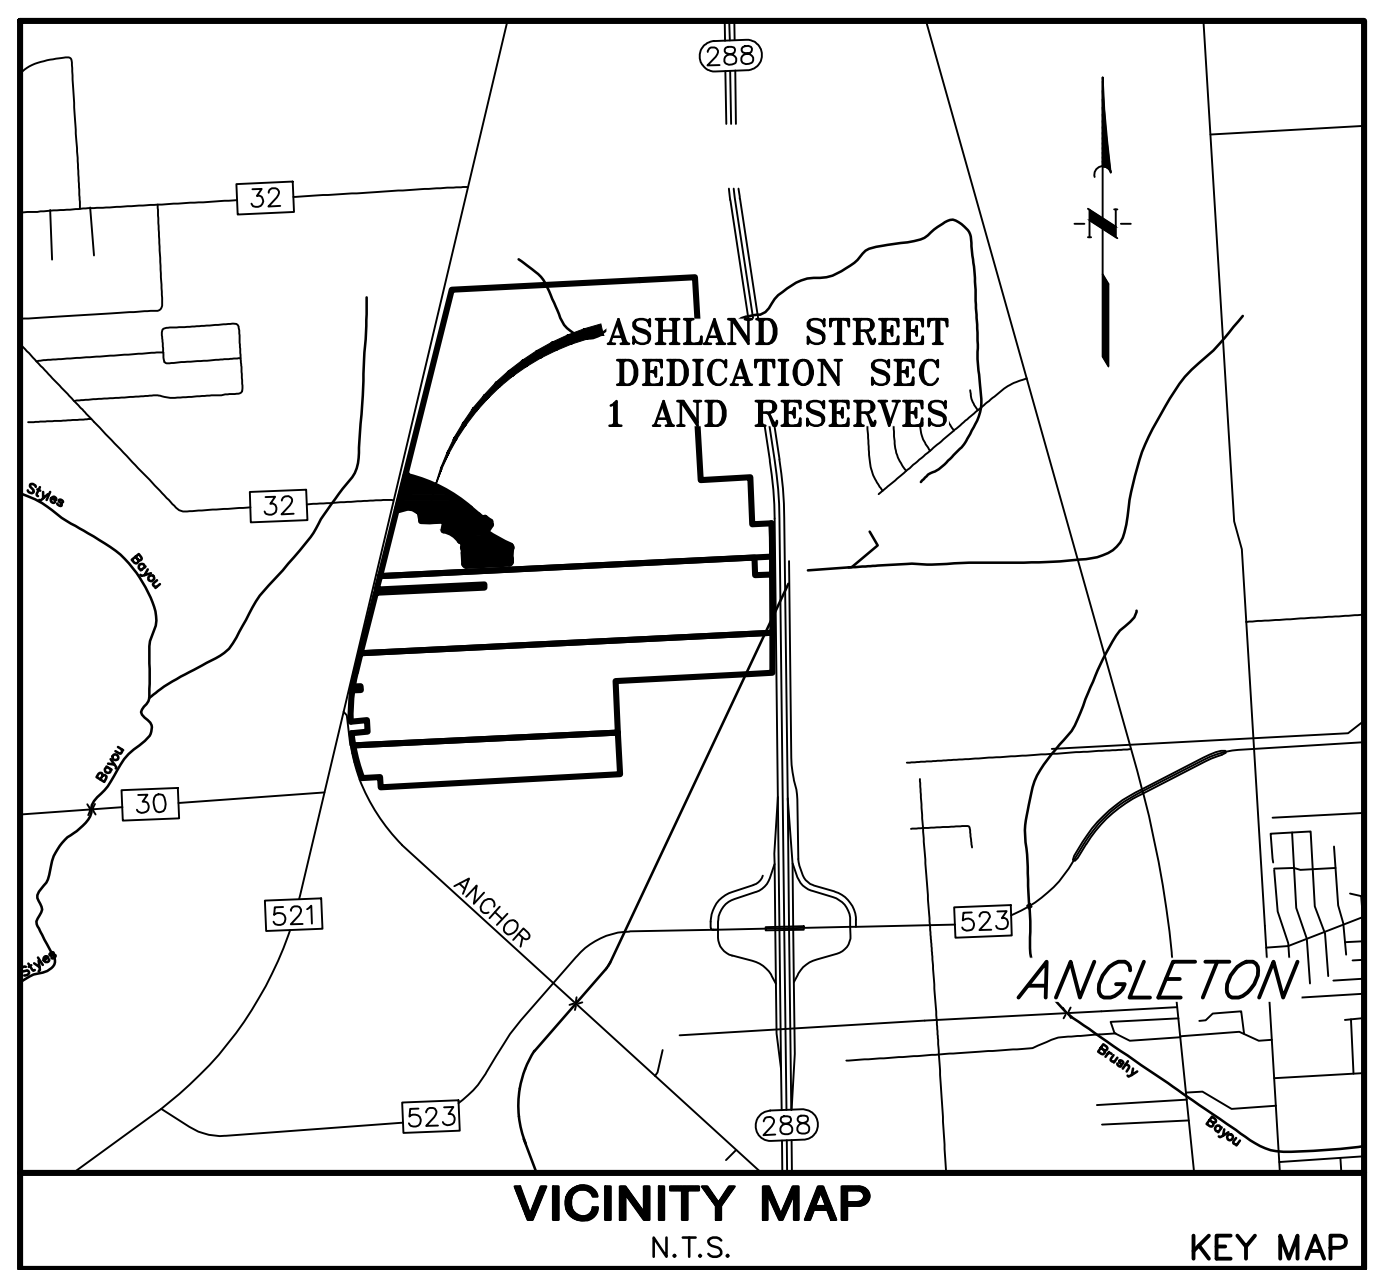 288
32
ASHLAND STREET
DEDICATION SEC
1 AND RESERVES
32
Styles
Bayou
Bayou
30
ANCHOR
521
523
Styles
ANGLETON
Brushy
523
288
Bayou
VICINITY MAP
N.T.S.
KEY MAP
N